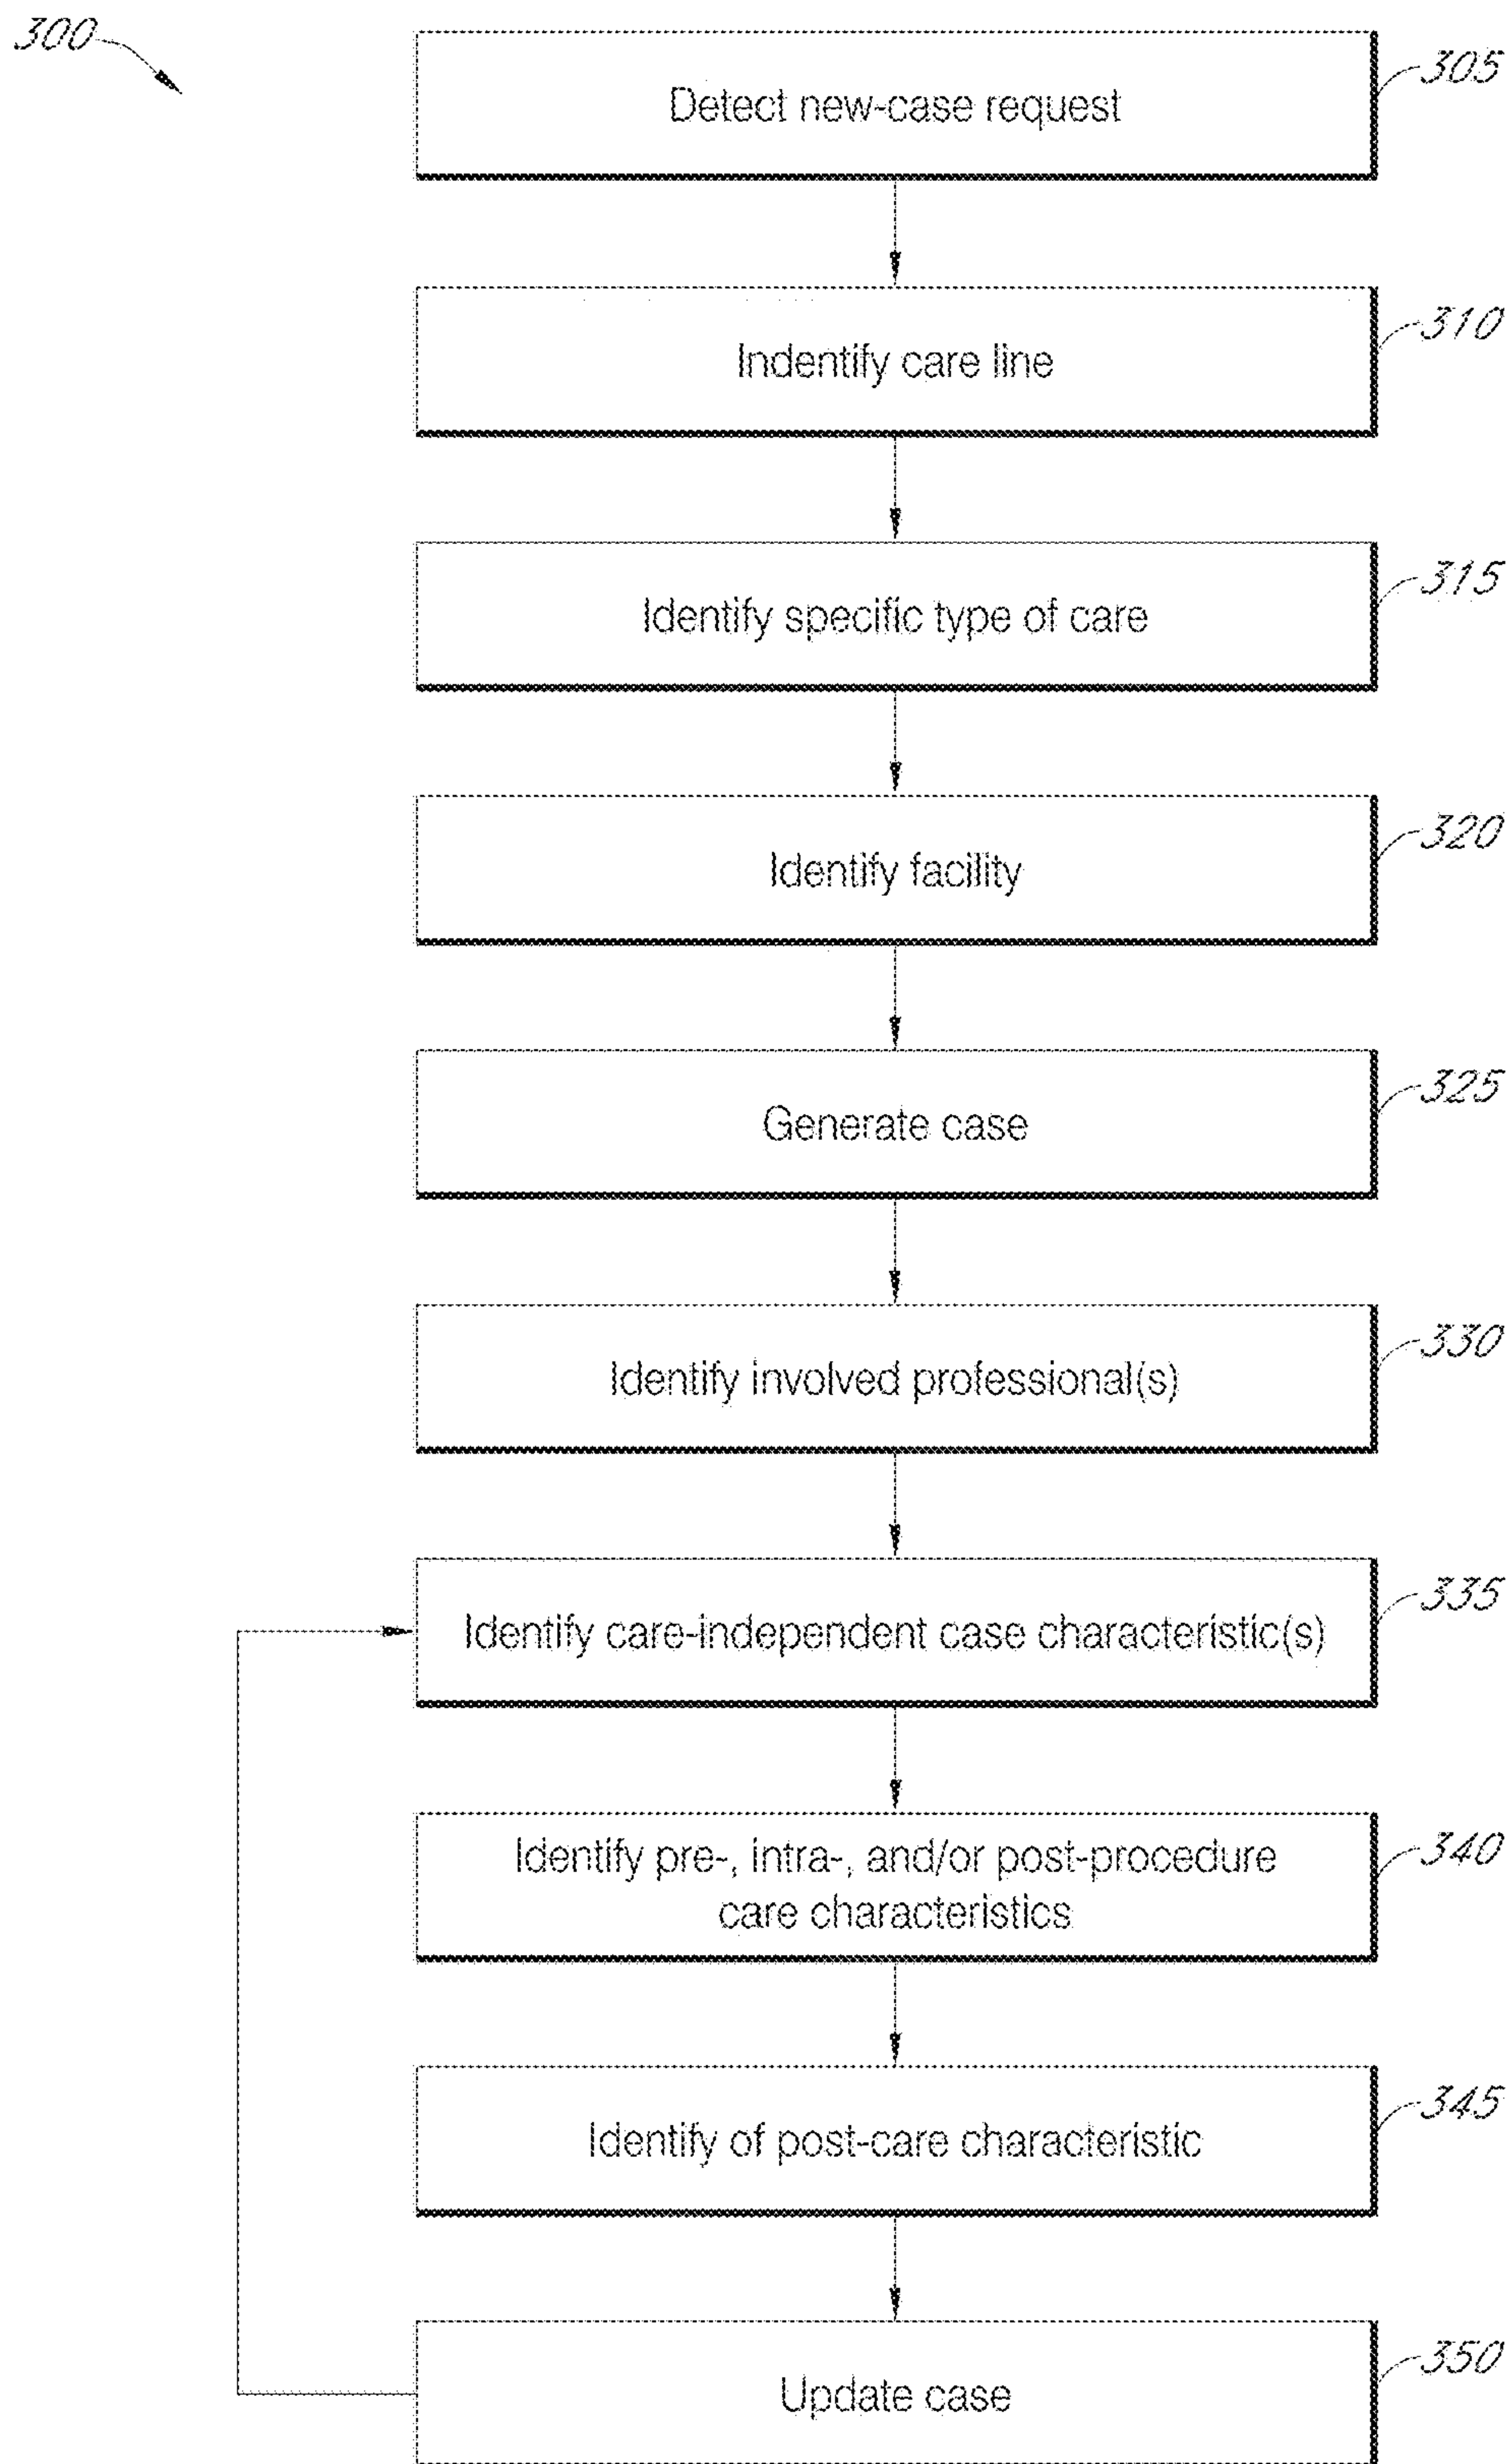 300
Detect new-case request
305
Indentify care line
310
Identify specific type of care
315
Identify facility
320
Generate case
325
Identify involved professional(s)
330
Identify care-independent case characteristic(s)
335
Identify pre-, intra-, and/or post-procedure
care characteristics
340
Identify of post-care characteristic
345
Update case
350